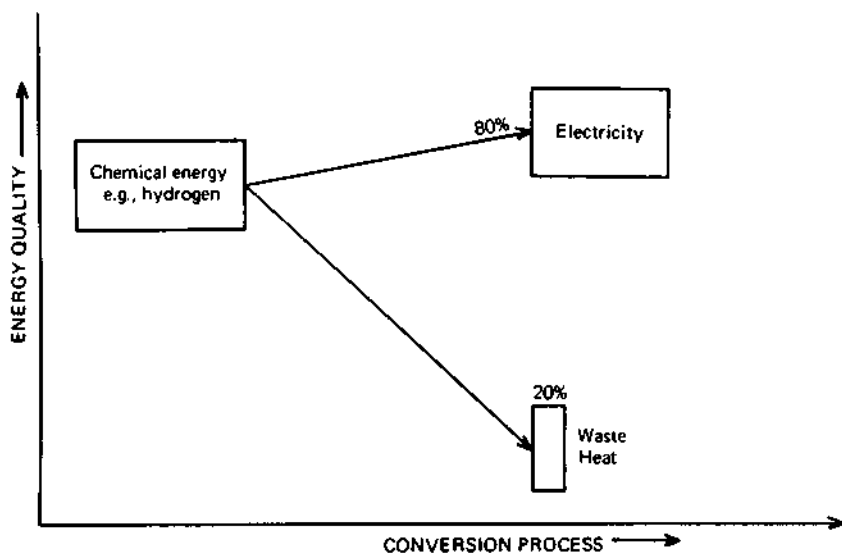 80%
Electricity
Chemical energy
e.g., hydrogen
ENERGY QUALITY
20%
Waste
Heat
CONVERSION PROCESS